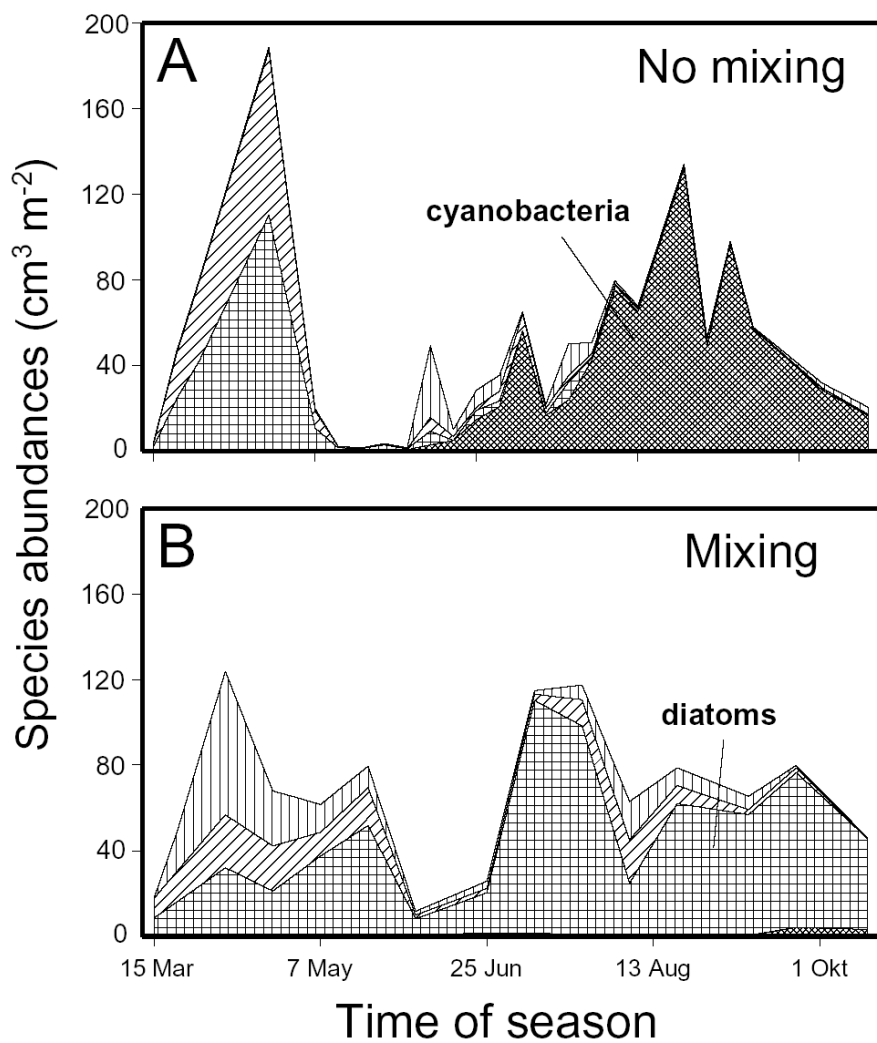 Species abundances (cm³ m⁻²)
A
No mixing
cyanobacteria
200
160
120
80
40
0
B
Mixing
diatoms
200
160
120
80
40
0
15 Mar
7 May
25 Jun
13 Aug
1 Okt
Time of season